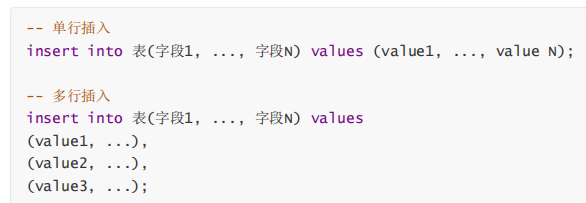 -- 单行插入
insert into 表(字段1, ..., 字段N) values (value1, ..., value N);
-- 多行插入
insert into 表(字段1, ..., 字段N) values
(value1, ...),
(value2, ...),
(value3, ...);